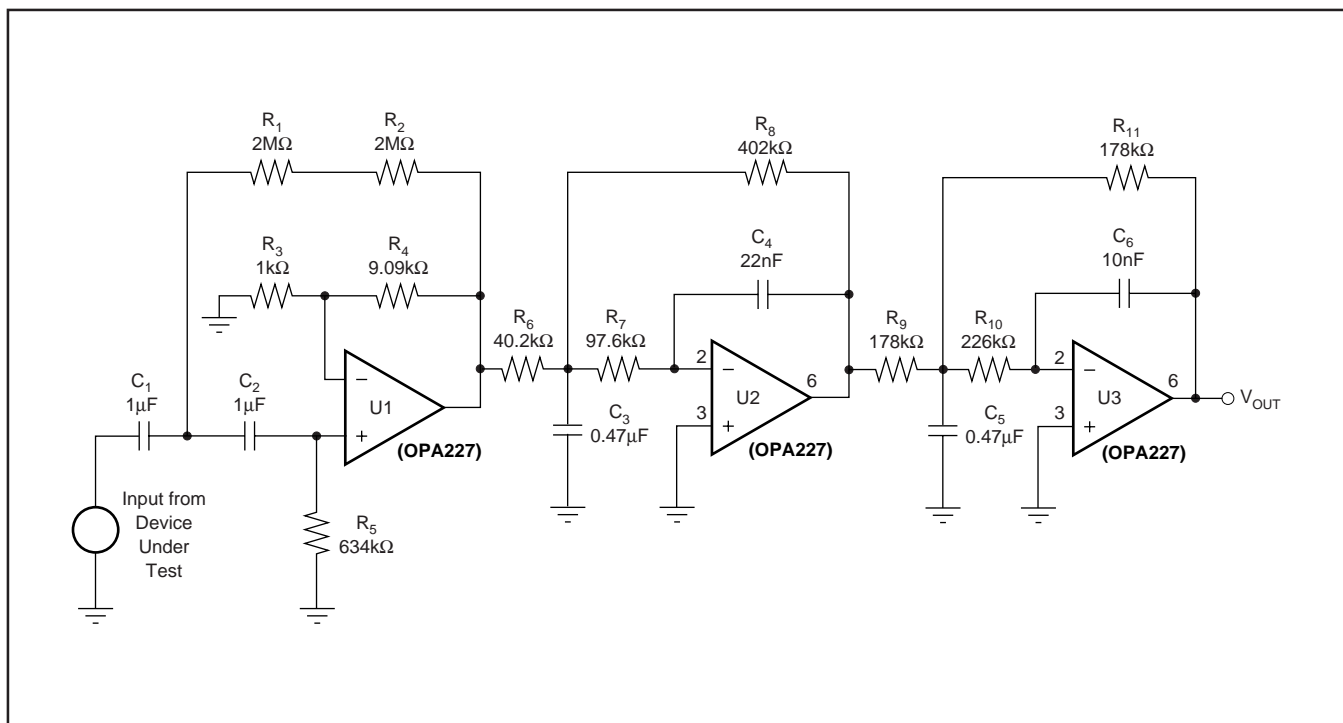 R1
2MΩ
R2
2MΩ
R3
1kΩ
R4
9.09kΩ
C1
1µF
C2
1µF
Input from
Device
Under
Test
R5
634kΩ
−
+
U1
(OPA227)
R6
40.2kΩ
R7
97.6kΩ
R8
402kΩ
C4
22nF
C3
0.47µF
2
−
3
+
6
U2
(OPA227)
R9
178kΩ
R10
226kΩ
R11
178kΩ
C6
10nF
C5
0.47µF
2
−
3
+
6
U3
(OPA227)
VOUT